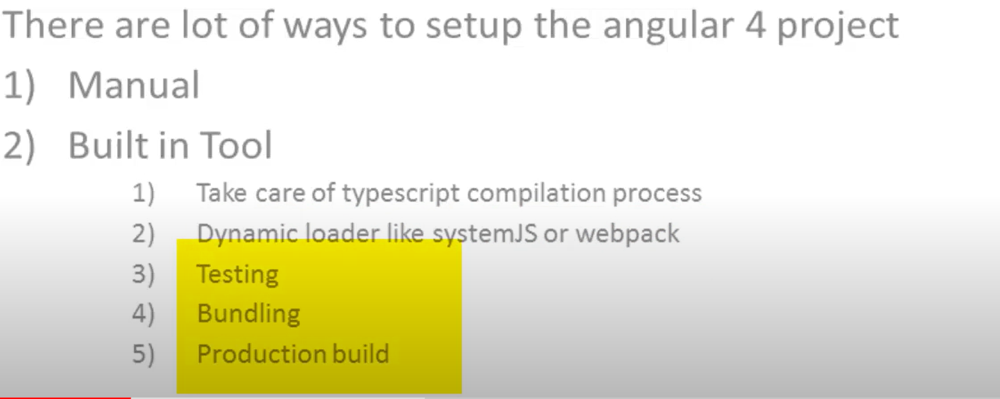 There are lot of ways to setup the angular 4 project
1) Manual
2) Built in Tool
1) Take care of typescript compilation process
2) Dynamic loader like systemJS or webpack
3) Testing
4) Bundling
5) Production build